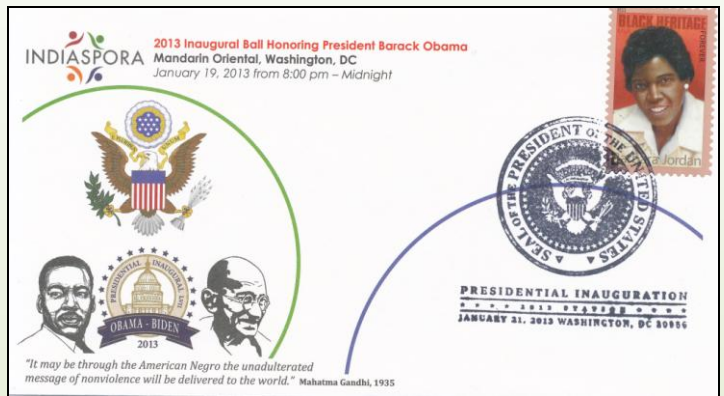 INDIASPORA
2013 Inaugural Ball Honoring President Barack Obama
Mandarin Oriental, Washington, DC
January 19, 2013 from 8:00 pm – Midnight
BLACK HERITAGE
FOREVER
Jordan
SEAL OF THE PRESIDENT OF THE UNITED STATES
PRESIDENTIAL INAUGURATION
2013 STATION
JANUARY 21, 2013 WASHINGTON, DC 20066
PRESIDENTIAL INAUGURAL
OBAMA - BIDEN
2013
"It may be through the American Negro the unadulterated
message of nonviolence will be delivered to the world." Mahatma Gandhi, 1935